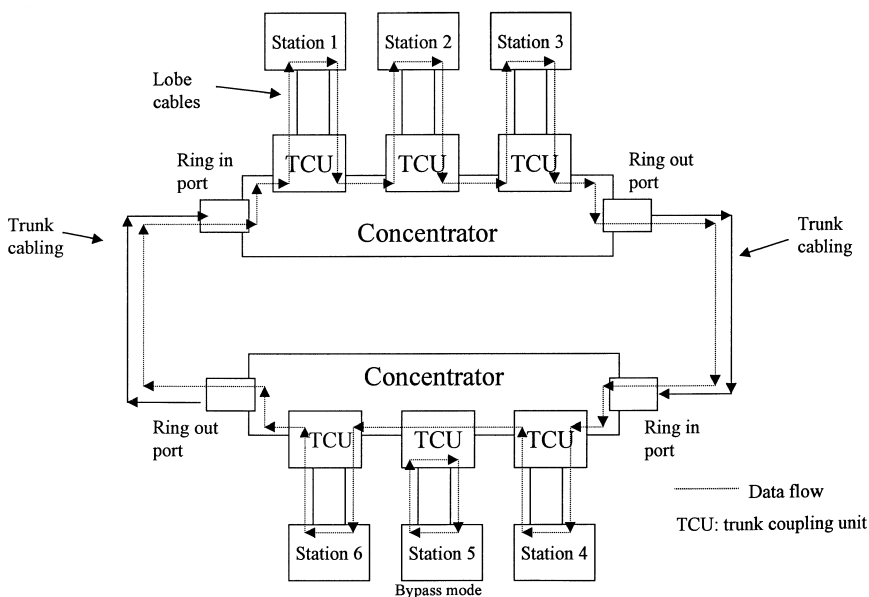 Station 1
Station 2
Station 3
Lobe
cables
Ring in
port
TCU
TCU
TCU
Ring out
port
Trunk
cabling
Concentrator
Trunk
cabling
Concentrator
Ring out
port
TCU
TCU
TCU
Ring in
port
Data flow
TCU: trunk coupling unit
Station 6
Station 5
Station 4
Bypass mode